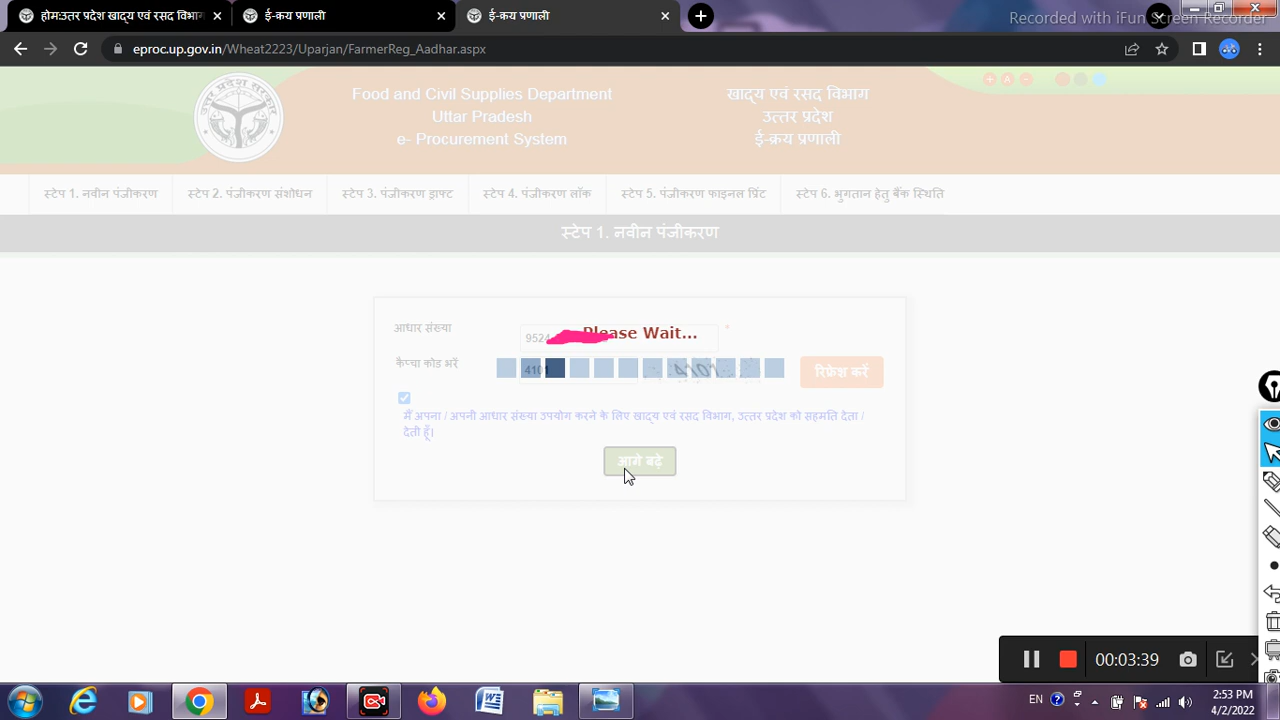 होम:उत्तर प्रदेश खाद्य एवं रसद विभाग
ई-क्रय प्रणाली
ई-क्रय प्रणाली
Recorded with iFun Screen Recorder
eproc.up.gov.in/Wheat2223/Uparjan/FarmerReg_Aadhar.aspx
Food and Civil Supplies Department
Uttar Pradesh
e- Procurement System
खाद्य एवं रसद विभाग
उत्तर प्रदेश
ई-क्रय प्रणाली
A
स्टेप 1. नवीन पंजीकरण
स्टेप 2. पंजीकरण संशोधन
स्टेप 3. पंजीकरण ड्राफ्ट
स्टेप 4. पंजीकरण लॉक
स्टेप 5. पंजीकरण फाइनल प्रिंट
स्टेप 6. भुगतान हेतु बैंक स्थिति
स्टेप 1. नवीन पंजीकरण
आधार संख्या
9524
Please Wait...
*
कैप्चा कोड भरें
4101
4101
रिफ्रेश करें
मैं अपना / अपनी आधार संख्या उपयोग करने के लिए खाद्य एवं रसद विभाग, उत्तर प्रदेश को सहमति देता /
देती हूँ।
आगे बढ़े
00:03:39
EN
2:53 PM
4/2/2022